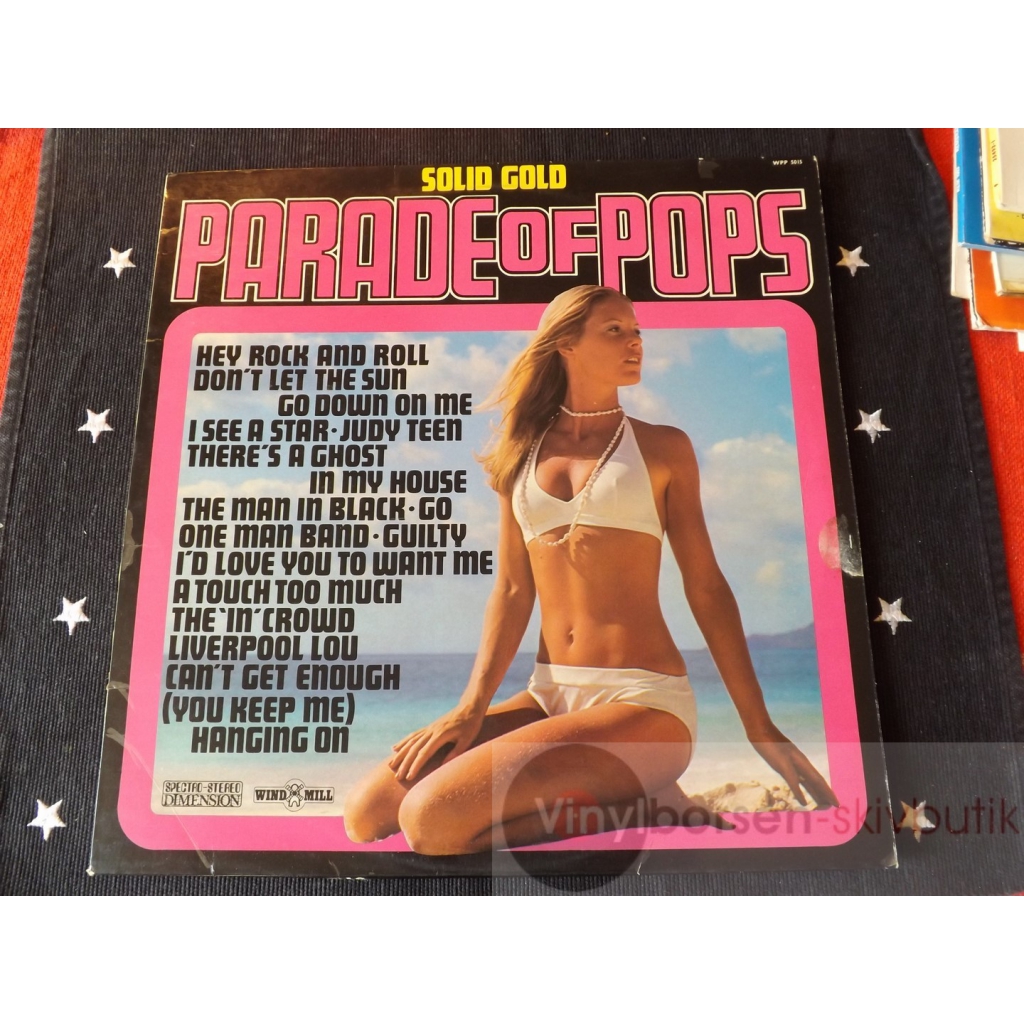 WPP 5015
SOLID GOLD
PARADE OF POPS
HEY ROCK AND ROLL
DON'T LET THE SUN
GO DOWN ON ME
I SEE A STAR·JUDY TEEN
THERE'S A GHOST
IN MY HOUSE
THE MAN IN BLACK·GO
ONE MAN BAND·GUILTY
I'D LOVE YOU TO WANT ME
A TOUCH TOO MUCH
THE 'IN' CROWD
LIVERPOOL LOU
CAN'T GET ENOUGH
(YOU KEEP ME)
HANGING ON
SPECTRO-STEREO
DIMENSION
WIND MILL
Vinylbörsen-skivbutik